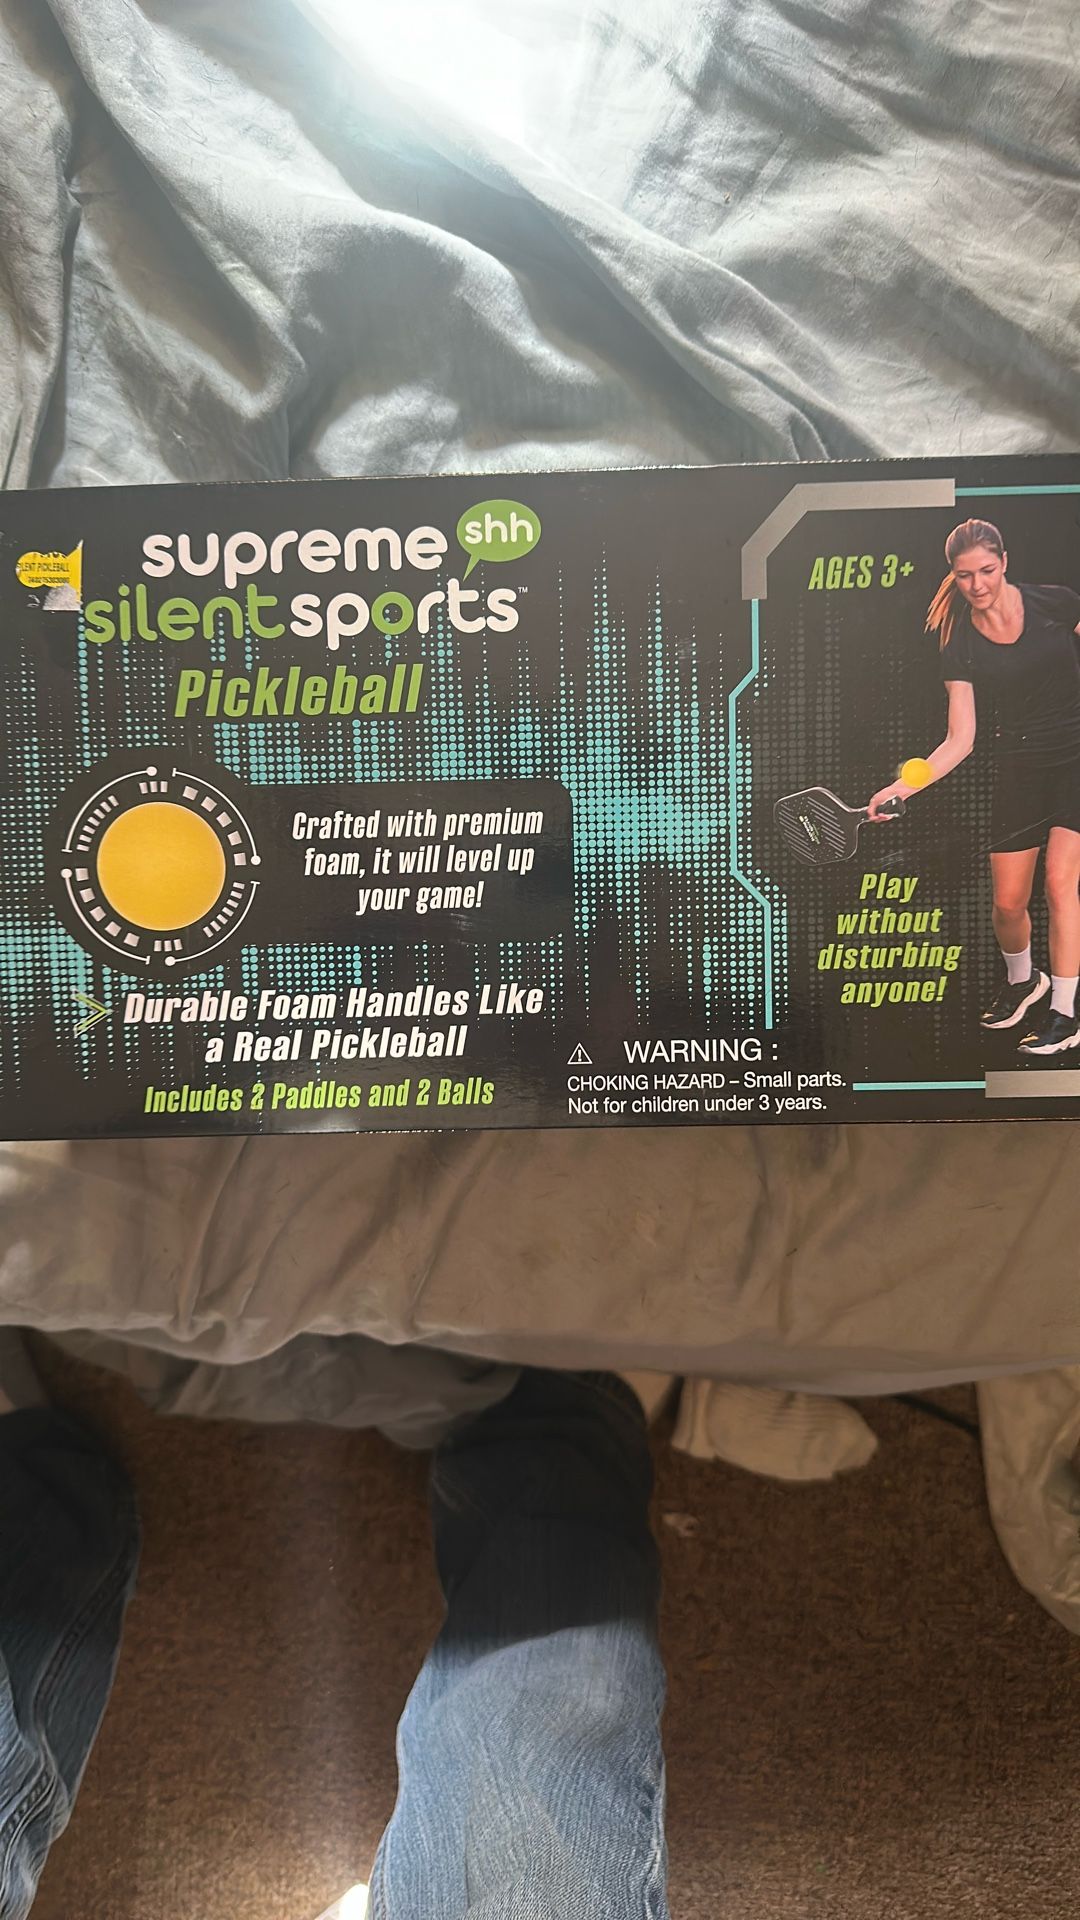 supreme shh
silentsports™
Pickleball
Crafted with premium
foam, it will level up
your game!
Durable Foam Handles Like
a Real Pickleball
Includes 2 Paddles and 2 Balls
AGES 3+
Play
without
disturbing
anyone!
WARNING :
CHOKING HAZARD – Small parts.
Not for children under 3 years.
PICKLEBALL